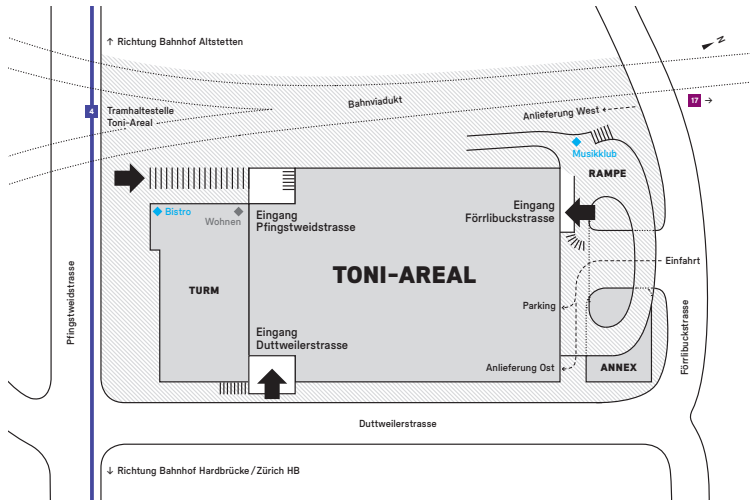 ↑ Richtung Bahnhof Altstetten
N
Bahnviadukt
17 →
4
Tramhaltestelle
Toni-Areal
Anlieferung West
Musikklub
RAMPE
Bistro
Wohnen
Eingang
Pfingstweidstrasse
Eingang
Förrlibuckstrasse
TONI-AREAL
Einfahrt
TURM
Parking
Pfingstweidstrasse
Förrlibuckstrasse
Eingang
Duttweilerstrasse
Anlieferung Ost
ANNEX
Duttweilerstrasse
↓ Richtung Bahnhof Hardbrücke/Zürich HB